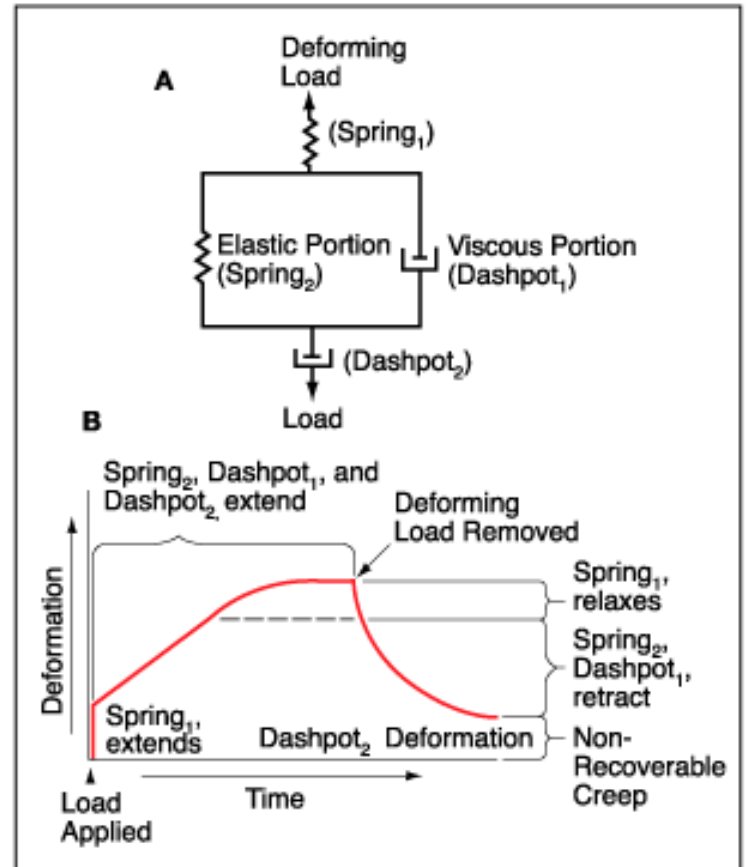 A
Deforming
Load
(Spring₁)
Elastic Portion
(Spring₂)
Viscous Portion
(Dashpot₁)
(Dashpot₂)
Load
B
Spring₂, Dashpot₁, and
Dashpot₂, extend
Deforming
Load Removed
Deformation
Spring₁,
relaxes
Spring₂,
Dashpot₁,
retract
Spring₁,
extends
Dashpot₂ Deformation
Non-
Recoverable
Creep
Load
Applied
Time